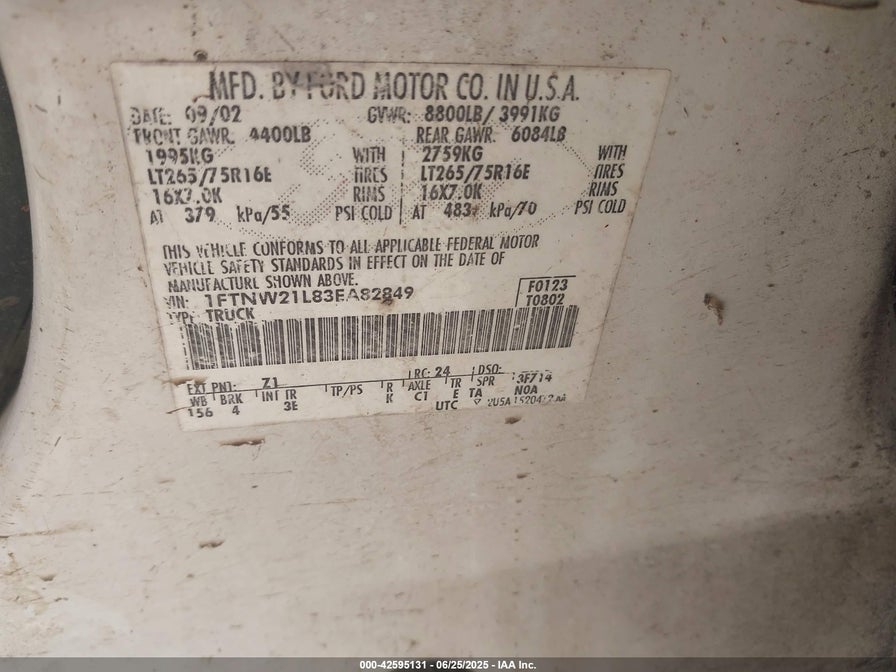 MFD. BY FORD MOTOR CO. IN U.S.A.
DATE: 09/02 GVWR: 8800LB/ 3991KG
FRONT GAWR: 4400LB REAR GAWR: 6084LB
1995KG WITH 2759KG WITH
LT265/75R16E TIRES LT265/75R16E TIRES
16X7.0K RIMS 16X7.0K RIMS
AT 379 kPa/55 PSI COLD AT 483 kPa/70 PSI COLD
THIS VEHICLE CONFORMS TO ALL APPLICABLE FEDERAL MOTOR
VEHICLE SAFETY STANDARDS IN EFFECT ON THE DATE OF
MANUFACTURE SHOWN ABOVE.
VIN: 1FTNW21L83EA82849 F0123
TYPE: TRUCK T0802
EXT PNT: Z1 RC: 24 DSO:
WB BRK INT TR TP/PS R AXLE TR SPR 3F714
156 4 3E K C1 E TA N0A
UTC
000-42595131 - 06/25/2025 - IAA Inc.